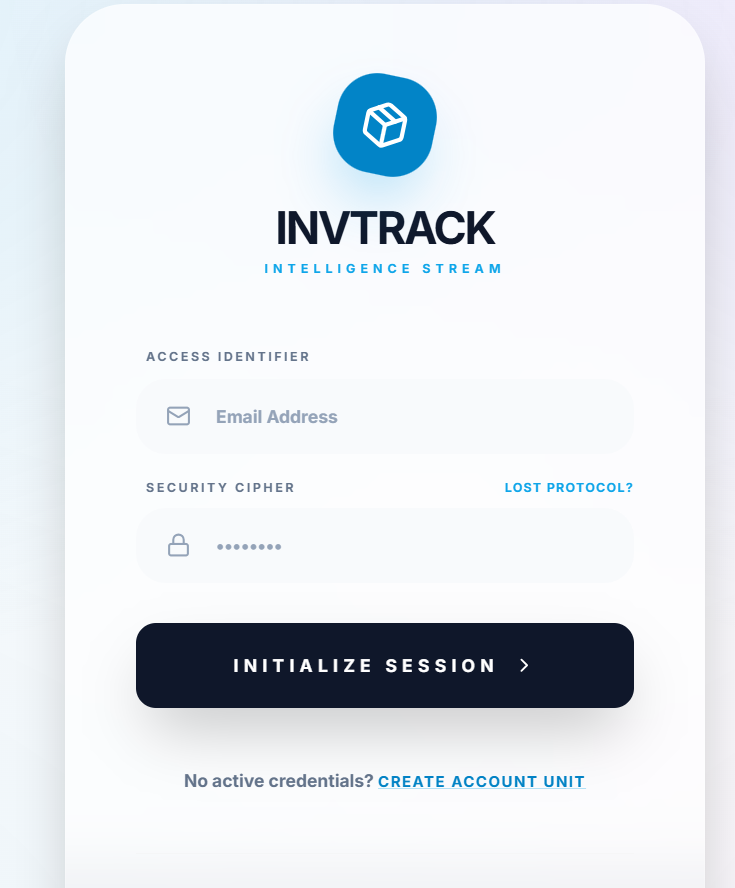 INVTRACK
INTELLIGENCE STREAM
ACCESS IDENTIFIER
Email Address
SECURITY CIPHER LOST PROTOCOL?
••••••••
INITIALIZE SESSION
No active credentials? CREATE ACCOUNT UNIT